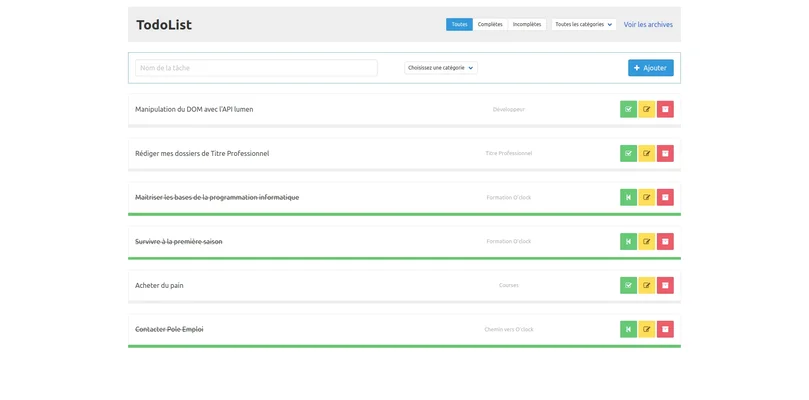 TodoList
Toutes Complètes Incomplètes Toutes les catégories Voir les archives
Nom de la tâche Choisissez une catégorie Ajouter
Manipulation du DOM avec l'API lumen Développeur
Rédiger mes dossiers de Titre Professionnel Titre Professionnel
Maitriser les bases de la programmation informatique Formation O'clock
Survivre à la première saison Formation O'clock
Acheter du pain Courses
Contacter Pole Emploi Chemin vers O'clock